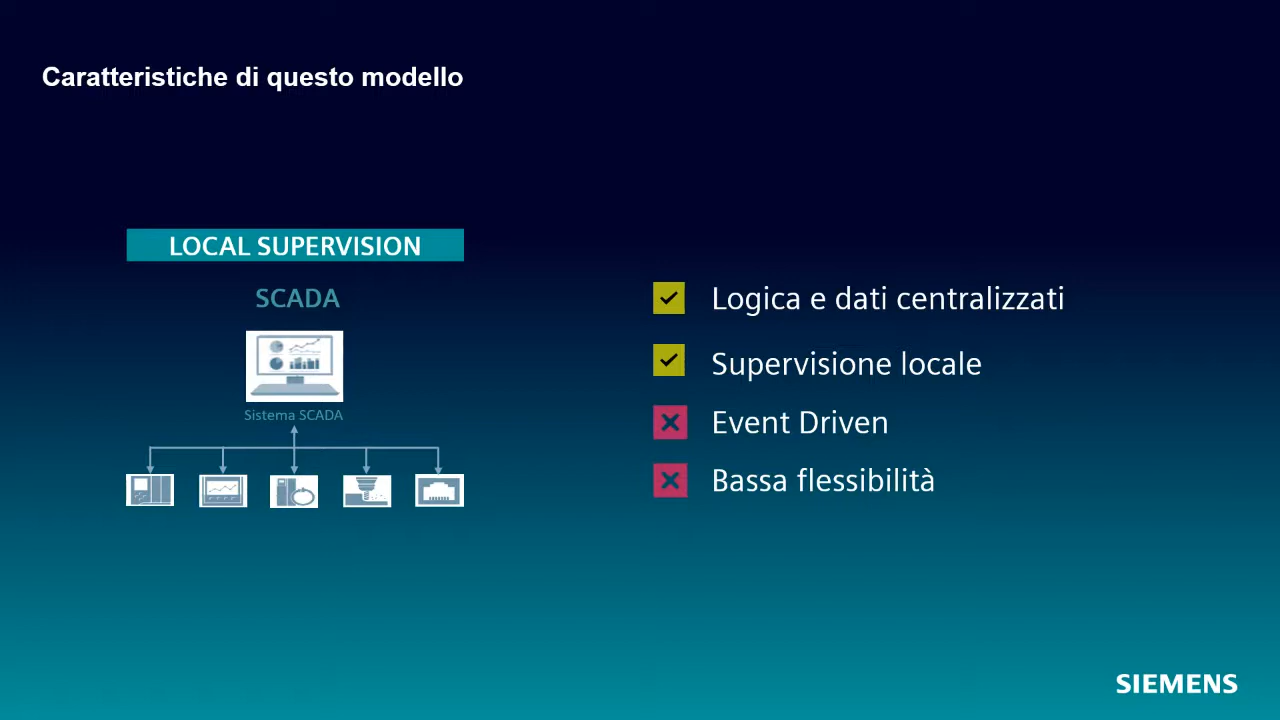 Caratteristiche di questo modello
LOCAL SUPERVISION
SCADA
Sistema SCADA
Logica e dati centralizzati
Supervisione locale
Event Driven
Bassa flessibilità
SIEMENS